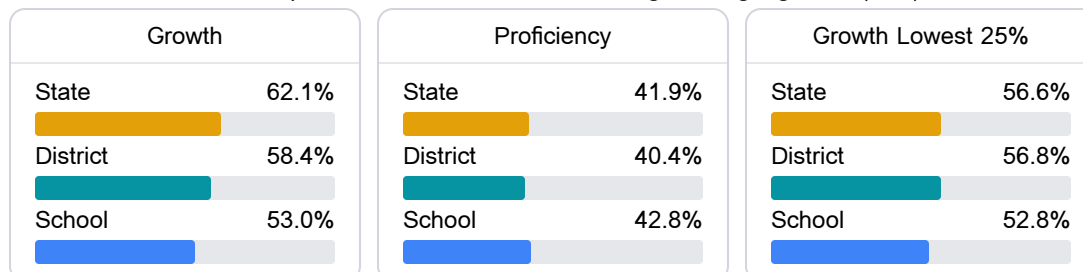 Growth
State 62.1%
District 58.4%
School 53.0%
Proficiency
State 41.9%
District 40.4%
School 42.8%
Growth Lowest 25%
State 56.6%
District 56.8%
School 52.8%